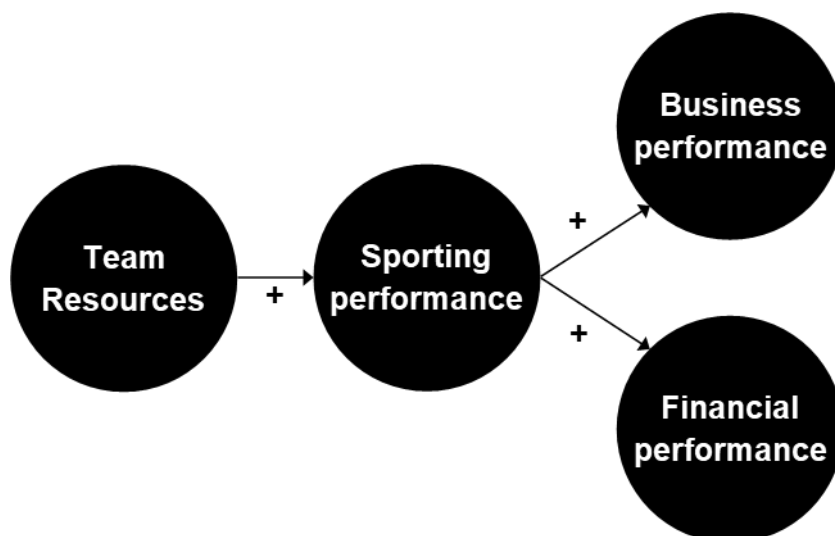 Team
Resources
+
Sporting
performance
+
Business
performance
+
Financial
performance